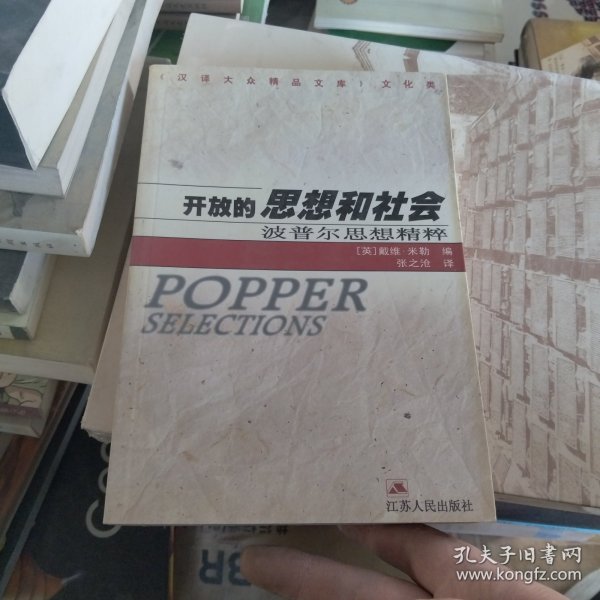 《汉译大众精品文库》文化类
开放的思想和社会
波普尔思想精粹
[英]戴维·米勒 编
张之沧 译
POPPER
SELECTIONS
江苏人民出版社
孔夫子旧书网
www.kongfz.com